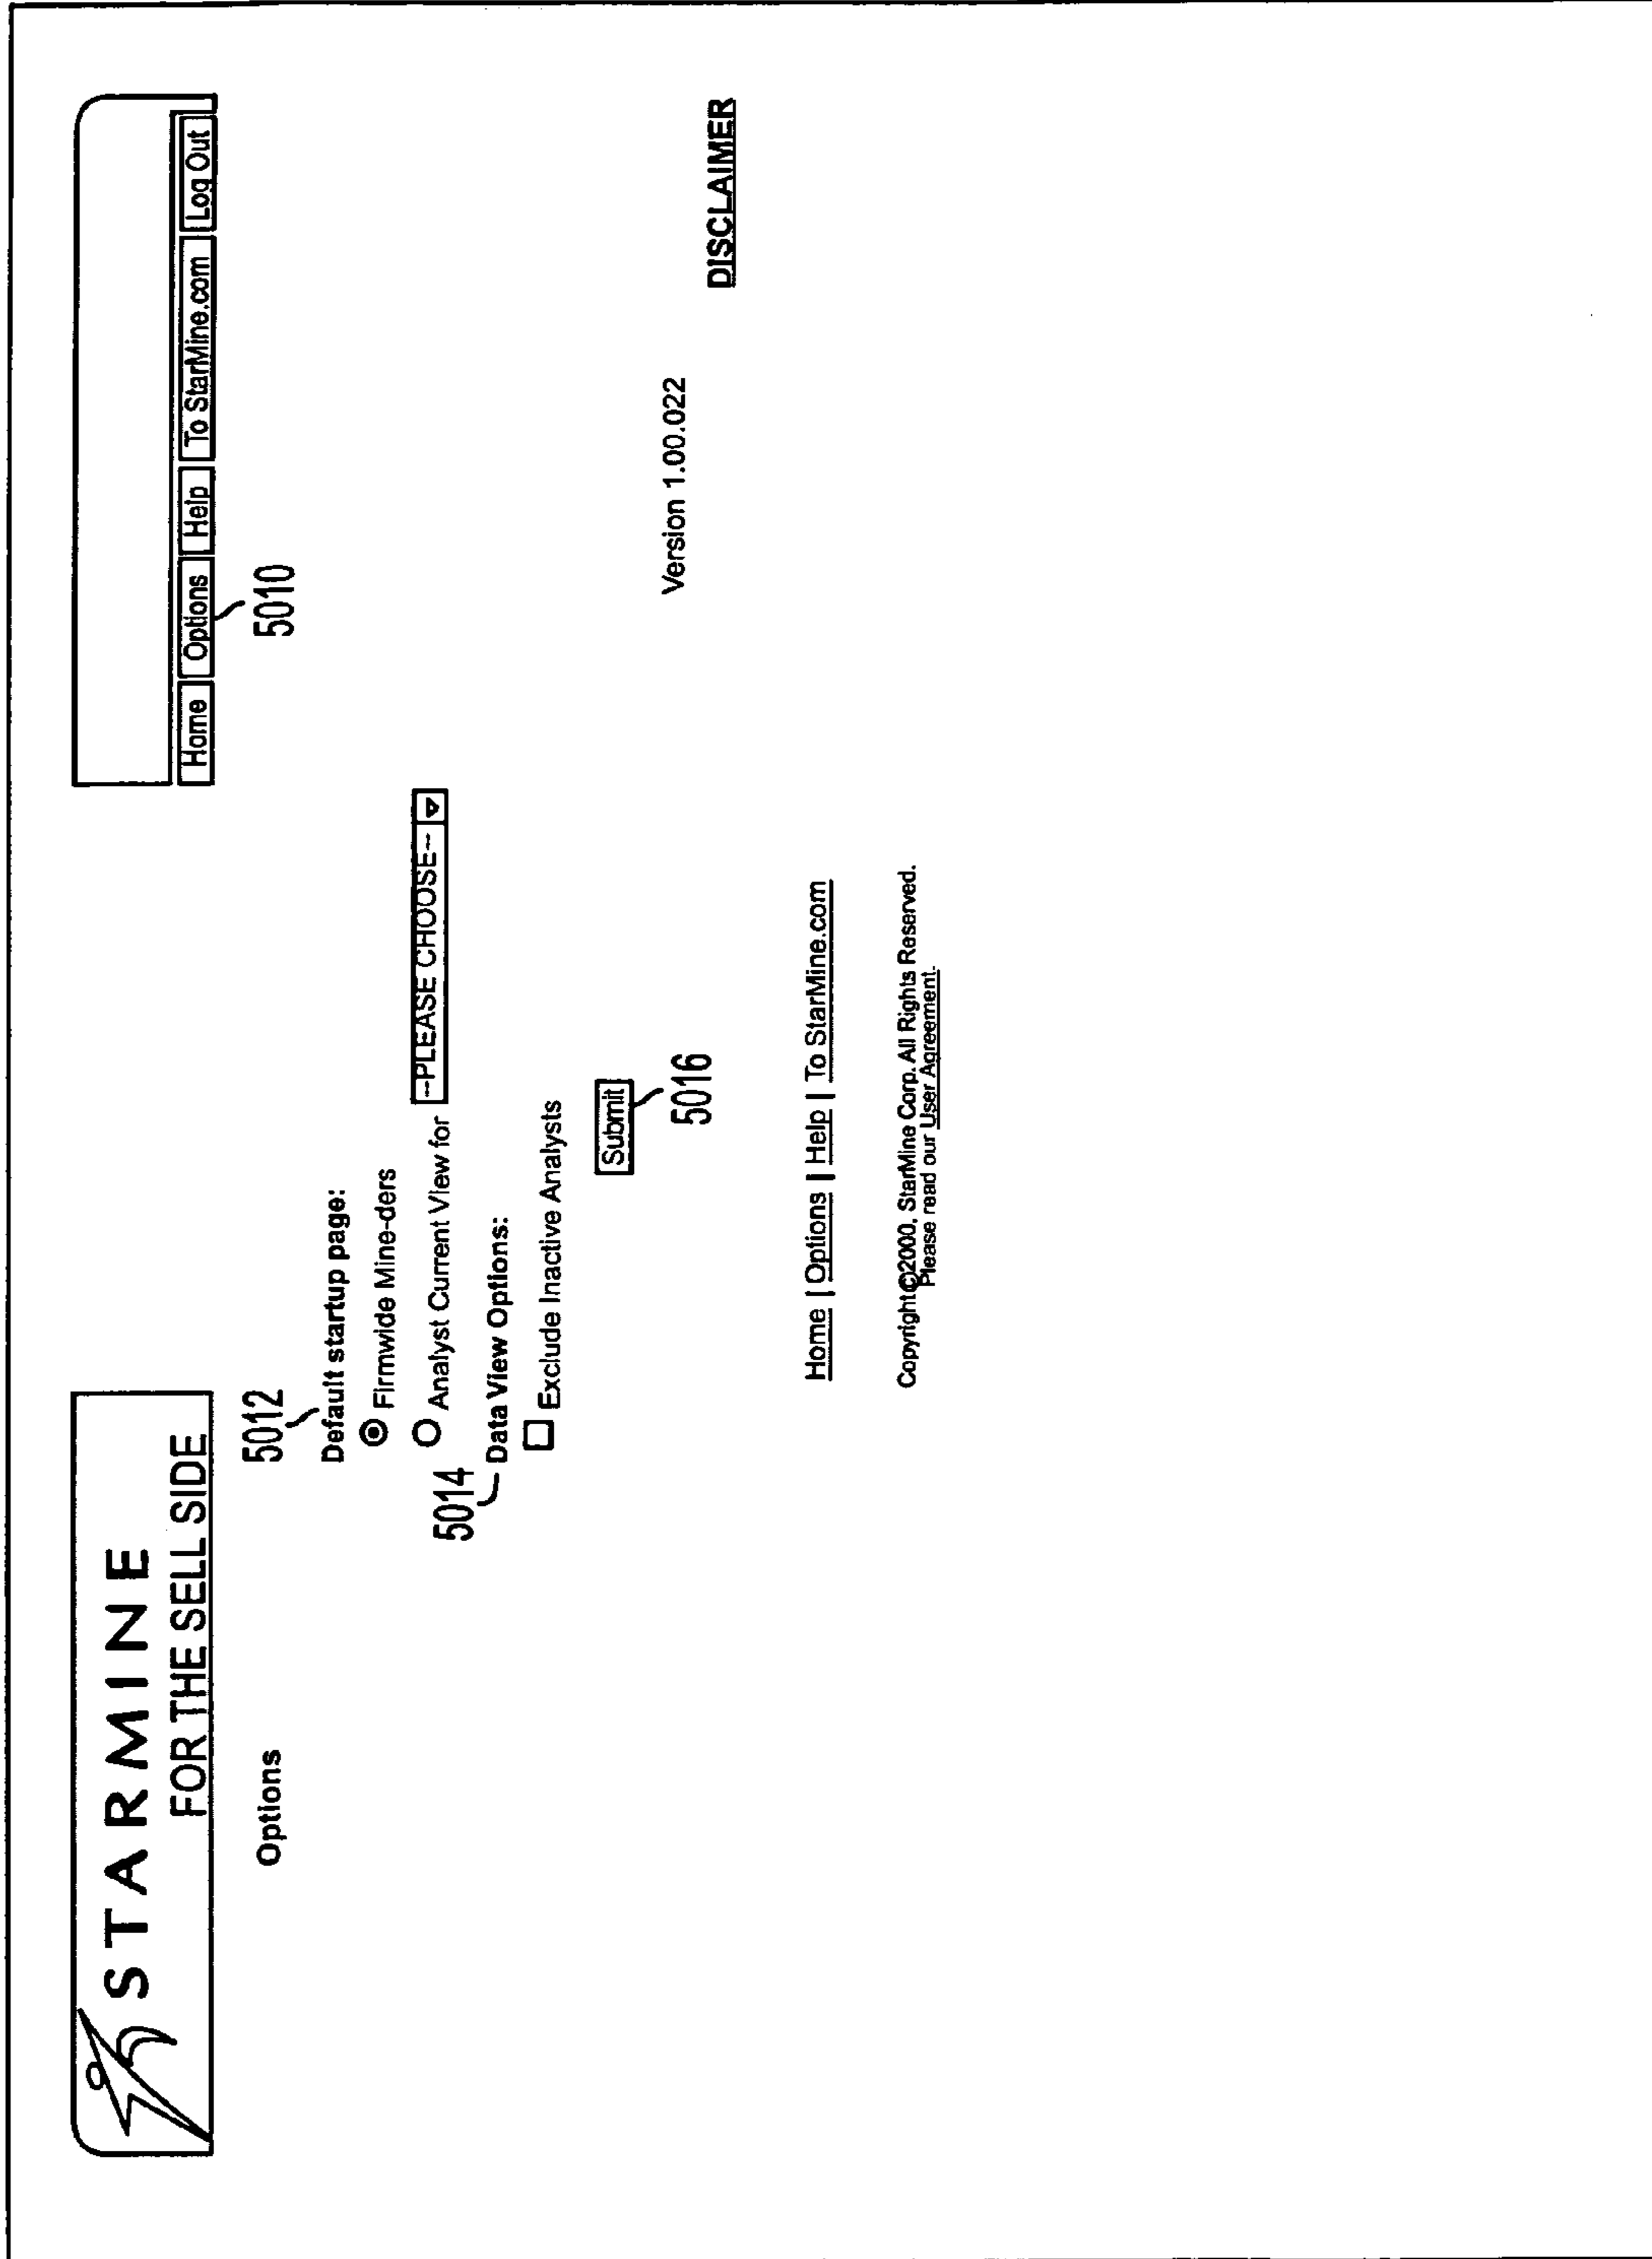 STARMINE
FOR THE SELL SIDE
Home Options Help To StarMine.com Log Out
5010
Options
5012
Default startup page:
Firmwide Mine-ders
Analyst Current View for --PLEASE CHOOSE--
5014
Data View Options:
Exclude Inactive Analysts
Submit
5016
Version 1.00.022
DISCLAIMER
Home | Options | Help | To StarMine.com
Copyright©2000, StarMine Corp. All Rights Reserved.
Please read our User Agreement.